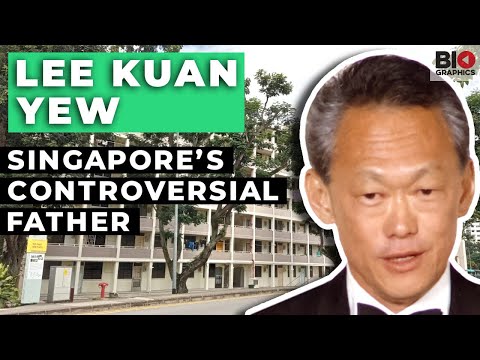 LEE KUAN
YEW
SINGAPORE'S
CONTROVERSIAL
FATHER
BIO
GRAPHICS